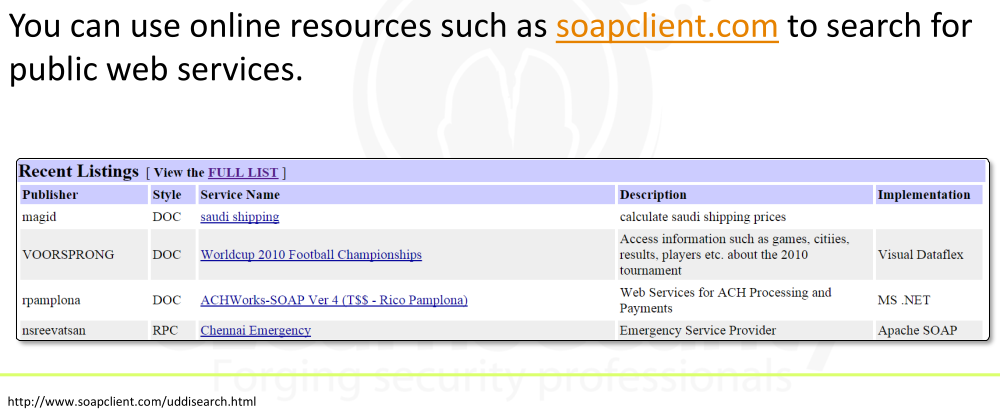 You can use online resources such as soapclient.com to search for
public web services.
Recent Listings [ View the FULL LIST ]
Publisher Style Service Name Description Implementation
magid DOC saudi shipping calculate saudi shipping prices
VOORSPRONG DOC Worldcup 2010 Football Championships Access information such as games, citiies, results, players etc. about the 2010 tournament Visual Dataflex
rpamplona DOC ACHWorks-SOAP Ver 4 (T$$ - Rico Pamplona) Web Services for ACH Processing and Payments MS .NET
nsreevatsan RPC Chennai Emergency Emergency Service Provider Apache SOAP
Forging security professionals
http://www.soapclient.com/uddisearch.html